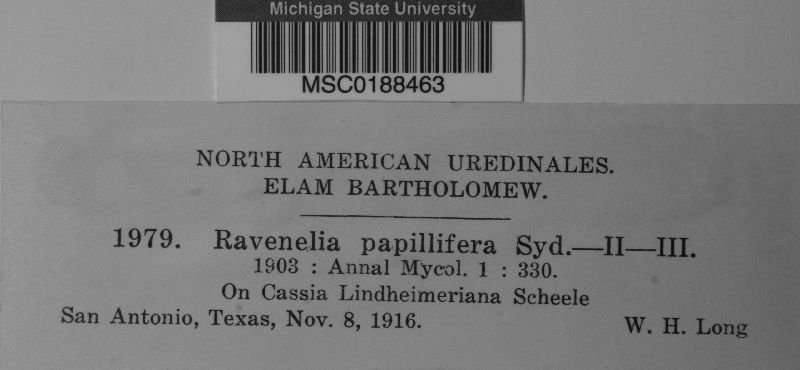 Michigan State University
MSC0188463
NORTH AMERICAN UREDINALES.
ELAM BARTHOLOMEW.
1979. Ravenelia papillifera Syd.—II—III.
1903 : Annal Mycol. 1 : 330.
On Cassia Lindheimeriana Scheele
San Antonio, Texas, Nov. 8, 1916. W. H. Long